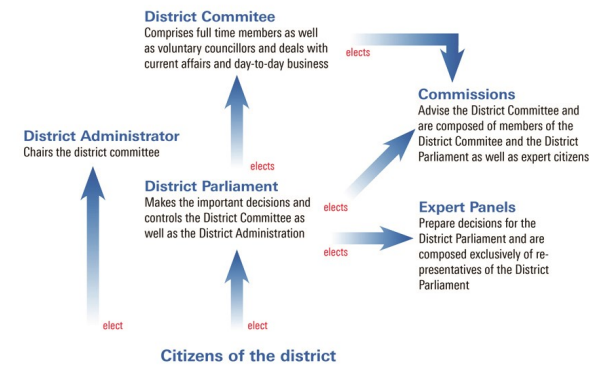 District Commitee
Comprises full time members as well
as voluntary councillors and deals with
current affairs and day-to-day business
elects
Commissions
Advise the District Committee and
are composed of members of the
District Commitee and the District
Parliament as well as expert citizens
District Administrator
Chairs the district committee
elects
District Parliament
Makes the important decisions and
controls the District Committee as
well as the District Administration
elects
elects
Expert Panels
Prepare decisions for the
District Parliament and are
composed exclusively of re-
presentatives of the District
Parliament
elect
elect
Citizens of the district